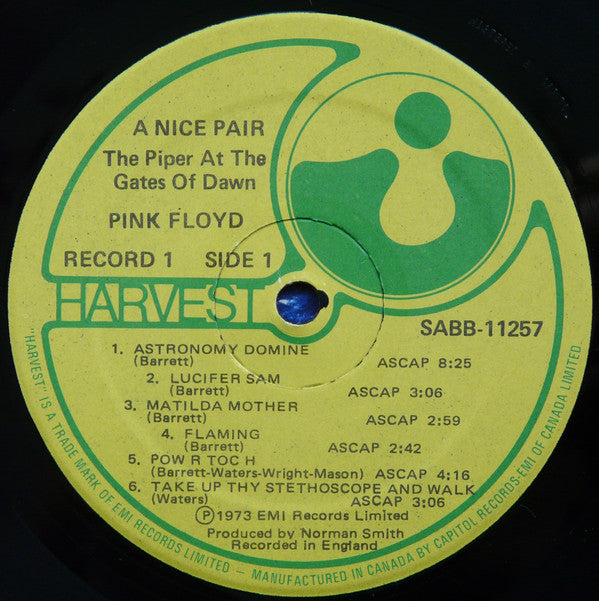 A NICE PAIR
The Piper At The
Gates Of Dawn
PINK FLOYD
RECORD 1 SIDE 1
HARVEST
SABB-11257
1. ASTRONOMY DOMINE
(Barrett) ASCAP 8:25
2. LUCIFER SAM
(Barrett) ASCAP 3:06
3. MATILDA MOTHER
(Barrett) ASCAP 2:59
4. FLAMING
(Barrett) ASCAP 2:42
5. POW R TOC H
(Barrett-Waters-Wright-Mason) ASCAP 4:16
6. TAKE UP THY STETHOSCOPE AND WALK
(Waters) ASCAP 3:06
Ⓟ1973 EMI Records Limited
Produced by Norman Smith
Recorded in England
"HARVEST" IS A TRADE MARK OF EMI RECORDS LIMITED — MANUFACTURED IN CANADA BY CAPITOL RECORDS-EMI OF CANADA LIMITED